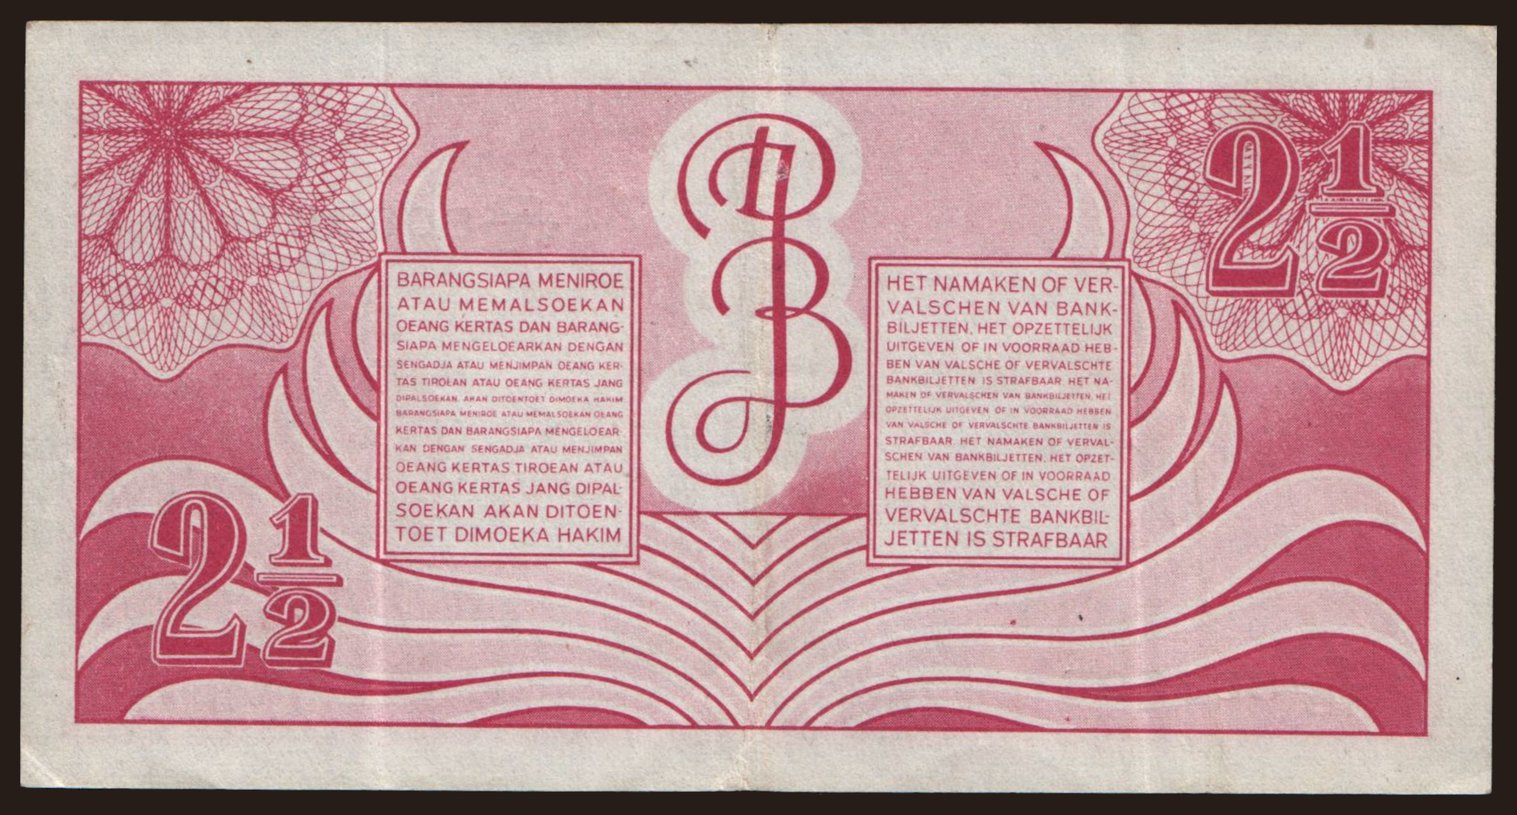 2 1/2
BARANGSIAPA MENIROE
ATAU MEMALSOEKAN
OEANG KERTAS DAN BARANG-
SIAPA MENGELOEARKAN DENGAN
SENGADJA ATAU MENJIMPAN OEANG KER-
TAS TIROEAN ATAU OEANG KERTAS JANG
DIPALSOEKAN, AKAN DITOENTOET DIMOEKA HAKIM
BARANGSIAPA MENIROE ATAU MEMALSOEKAN OEANG
KERTAS DAN BARANGSIAPA MENGELOEAR-
KAN DENGAN SENGADJA ATAU MENJIMPAN
OEANG KERTAS TIROEAN ATAU
OEANG KERTAS JANG DIPAL-
SOEKAN AKAN DITOEN-
TOET DIMOEKA HAKIM
HET NAMAKEN OF VER-
VALSCHEN VAN BANK-
BILJETTEN, HET OPZETTELIJK
UITGEVEN OF IN VOORRAAD HEB-
BEN VAN VALSCHE OF VERVALSCHTE
BANKBILJETTEN IS STRAFBAAR HET NA-
MAKEN OF VERVALSCHEN VAN BANKBILJETTEN, HET
OPZETTELIJK UITGEVEN OF IN VOORRAAD HEBBEN
VAN VALSCHE OF VERVALSCHTE BANKBILJETTEN IS
STRAFBAAR HET NAMAKEN OF VERVAL-
SCHEN VAN BANKBILJETTEN, HET OPZET-
TELIJK UITGEVEN OF IN VOORRAAD
HEBBEN VAN VALSCHE OF
VERVALSCHTE BANKBIL-
JETTEN IS STRAFBAAR
2 1/2